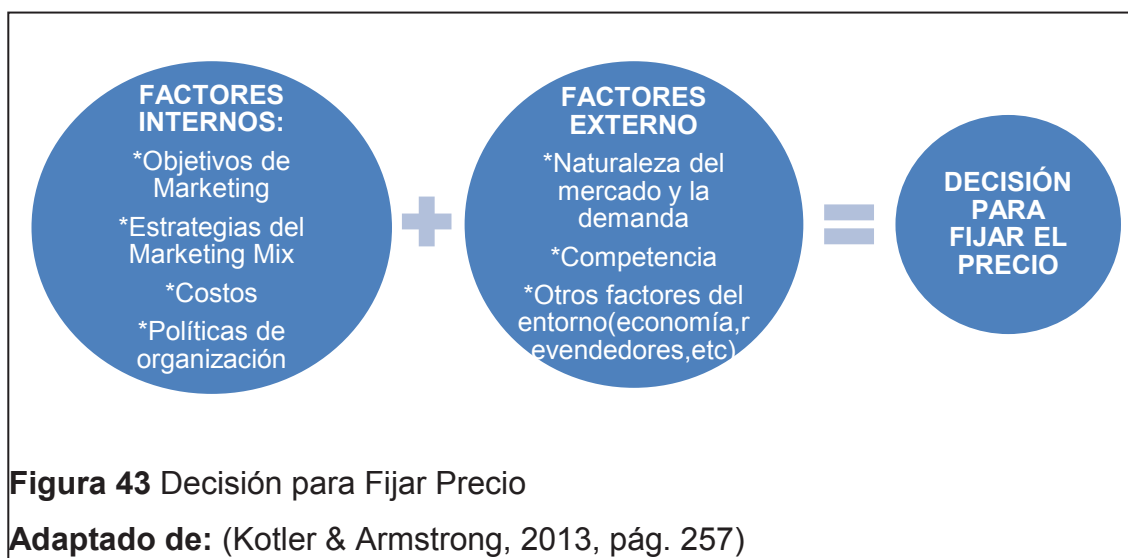 FACTORES
INTERNOS:
*Objetivos de
Marketing
*Estrategias del
Marketing Mix
*Costos
*Políticas de
organización
FACTORES
EXTERNO
*Naturaleza del
mercado y la
demanda
*Competencia
*Otros factores del
entorno(economía,r
evendedores,etc)
DECISIÓN
PARA
FIJAR EL
PRECIO
Figura 43 Decisión para Fijar Precio
Adaptado de: (Kotler & Armstrong, 2013, pág. 257)